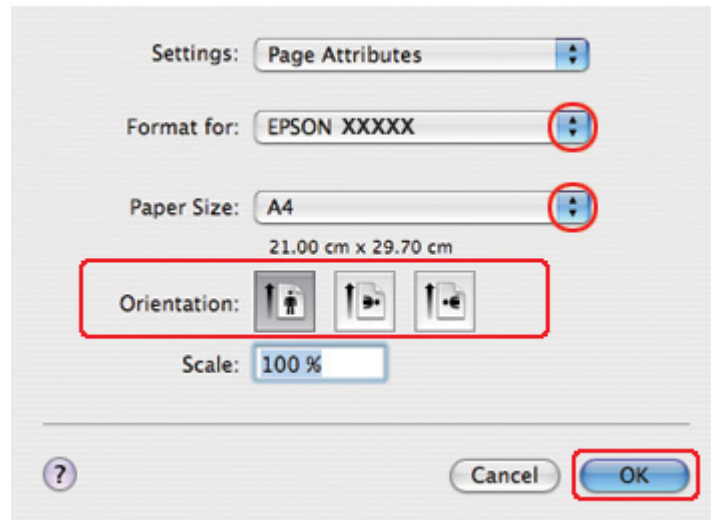 Settings: Page Attributes
Format for: EPSON XXXXX
Paper Size: A4
21.00 cm x 29.70 cm
Orientation:
Scale: 100 %
? Cancel OK